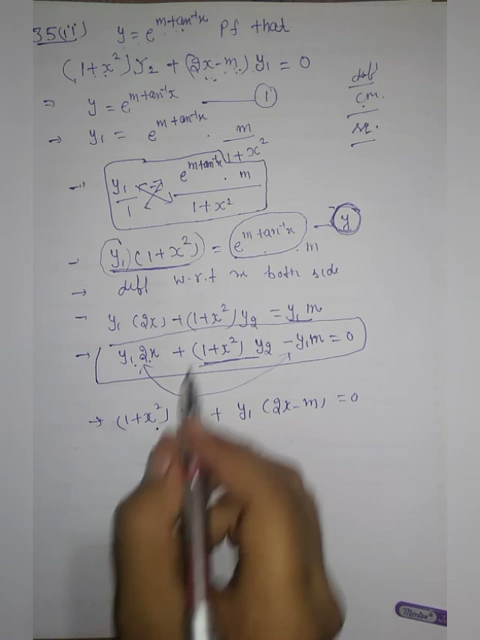 35(ii) y = e^{m tan⁻¹x} Pf that
(1+x²) y₂ + (2x-m) y₁ = 0
⇒ y = e^{m tan⁻¹x} — ①
→ y₁ = e^{m tan⁻¹x} · m/(1+x²)
y₁/1 = e^{m tan⁻¹x} · m/(1+x²)
- y₁ (1+x²) = e^{m tan⁻¹x} · m — y
→ diff w.r.t x both side
- y₁ (2x) + (1+x²) y₂ = y₁ m
→ y₁ 2x + (1+x²) y₂ - y₁m = 0
→ (1+x²) + y₁ (2x-m) = 0
diff
C.M.